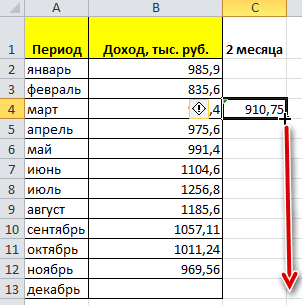 A B C
1 Период Доход, тыс. руб. 2 месяца
2 январь 985,9
3 февраль 835,6
4 март ,4 910,75
5 апрель 975,6
6 май 991,4
7 июнь 1104,6
8 июль 1256,8
9 август 1185,6
10 сентябрь 1057,11
11 октябрь 1011,24
12 ноябрь 969,56
13 декабрь